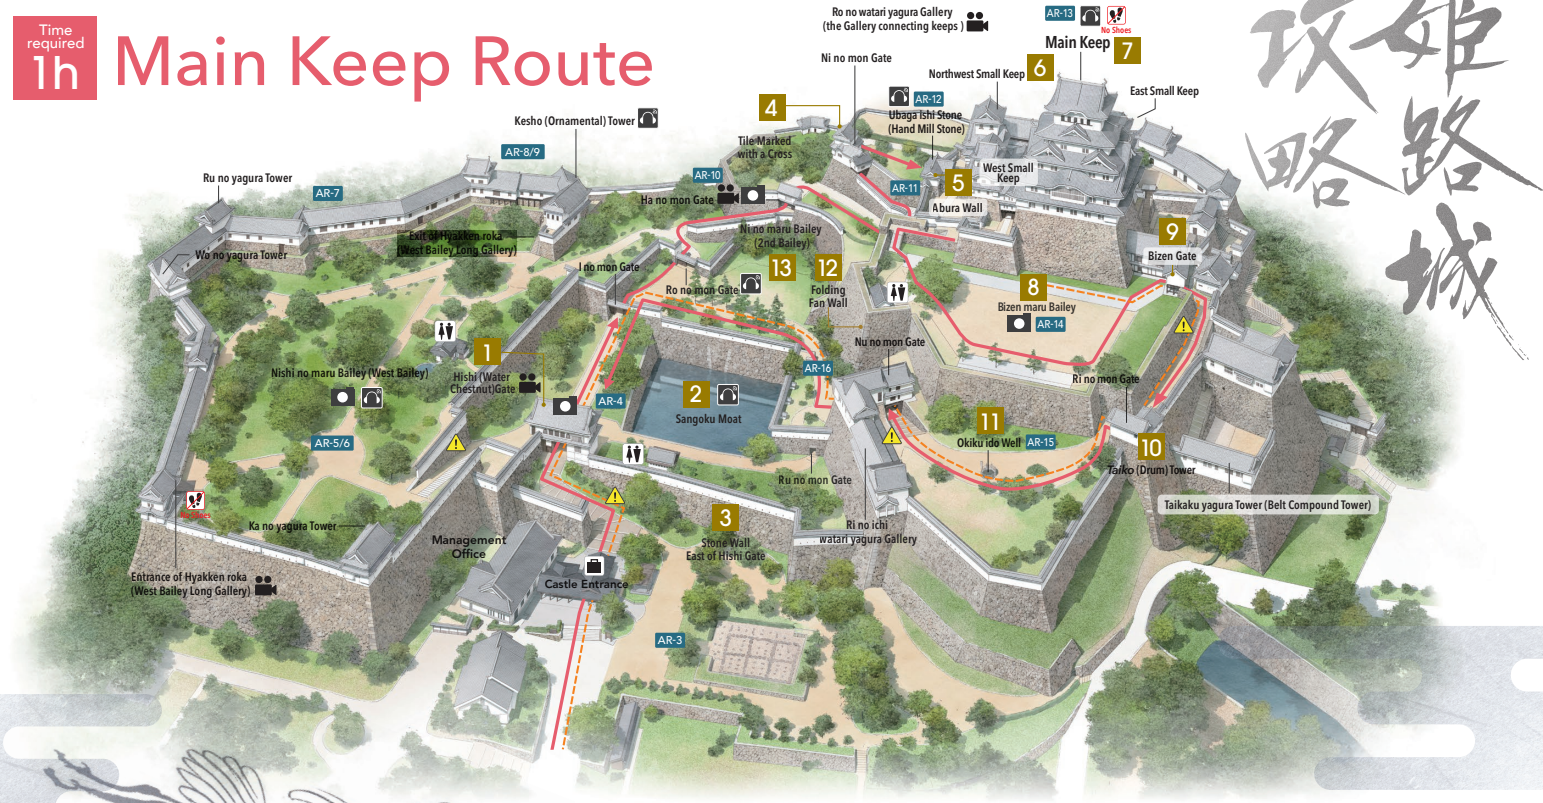 Time
required
1h
Main Keep Route
姫
路
城
攻
略
Ro no watari yagura Gallery
(the Gallery connecting keeps )
AR-13
No Shoes
Main Keep
7
Ni no mon Gate
Northwest Small Keep
6
East Small Keep
AR-12
Ubaga Ishi Stone
(Hand Mill Stone)
4
Tile Marked
with a Cross
Kesho (Ornamental) Tower
AR-8/9
Ru no yagura Tower
AR-7
AR-10
Ha no mon Gate
West Small
Keep
5
AR-11
Abura Wall
Exit of Hyakken roka
(West Bailey Long Gallery)
Wo no yagura Tower
Ni no maru Bailey
(2nd Bailey)
13
12
Folding
Fan Wall
9
Bizen Gate
I no mon Gate
Ro no mon Gate
8
Bizen maru Bailey
AR-14
Nu no mon Gate
1
Hishi (Water
Chestnut)Gate
Nishi no maru Bailey (West Bailey)
AR-16
Ri no mon Gate
AR-4
2
Sangoku Moat
11
Okiku ido Well
AR-15
AR-5/6
10
Taiko (Drum) Tower
Ru no mon Gate
Taikaku yagura Tower (Belt Compound Tower)
No Shoes
Ka no yagura Tower
3
Stone Wall
East of Hishi Gate
Ri no ichi
watari yagura Gallery
Management
Office
Castle Entrance
Entrance of Hyakken roka
(West Bailey Long Gallery)
AR-3